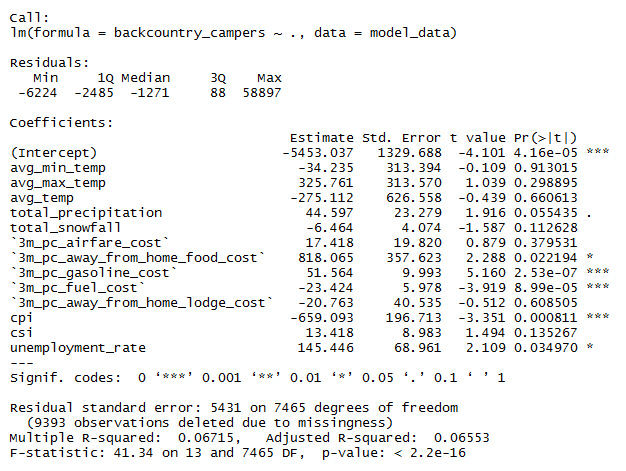 Call:
lm(formula = backcountry_campers ~ ., data = model_data)
Residuals:
Min 1Q Median 3Q Max
-6224 -2485 -1271 88 58897
Coefficients:
Estimate Std. Error t value Pr(>|t|)
(Intercept) -5453.037 1329.688 -4.101 4.16e-05 ***
avg_min_temp -34.235 313.394 -0.109 0.913015
avg_max_temp 325.761 313.570 1.039 0.298895
avg_temp -275.112 626.558 -0.439 0.660613
total_precipitation 44.597 23.279 1.916 0.055435 .
total_snowfall -6.464 4.074 -1.587 0.112628
`3m_pc_airfare_cost` 17.418 19.820 0.879 0.379531
`3m_pc_away_from_home_food_cost` 818.065 357.623 2.288 0.022194 *
`3m_pc_gasoline_cost` 51.564 9.993 5.160 2.53e-07 ***
`3m_pc_fuel_cost` -23.424 5.978 -3.919 8.99e-05 ***
`3m_pc_away_from_home_lodge_cost` -20.763 40.535 -0.512 0.608505
cpi -659.093 196.713 -3.351 0.000811 ***
csi 13.418 8.983 1.494 0.135267
unemployment_rate 145.446 68.961 2.109 0.034970 *
---
Signif. codes: 0 ‘***’ 0.001 ‘**’ 0.01 ‘*’ 0.05 ‘.’ 0.1 ‘ ’ 1
Residual standard error: 5431 on 7465 degrees of freedom
(9393 observations deleted due to missingness)
Multiple R-squared: 0.06715, Adjusted R-squared: 0.06553
F-statistic: 41.34 on 13 and 7465 DF, p-value: < 2.2e-16